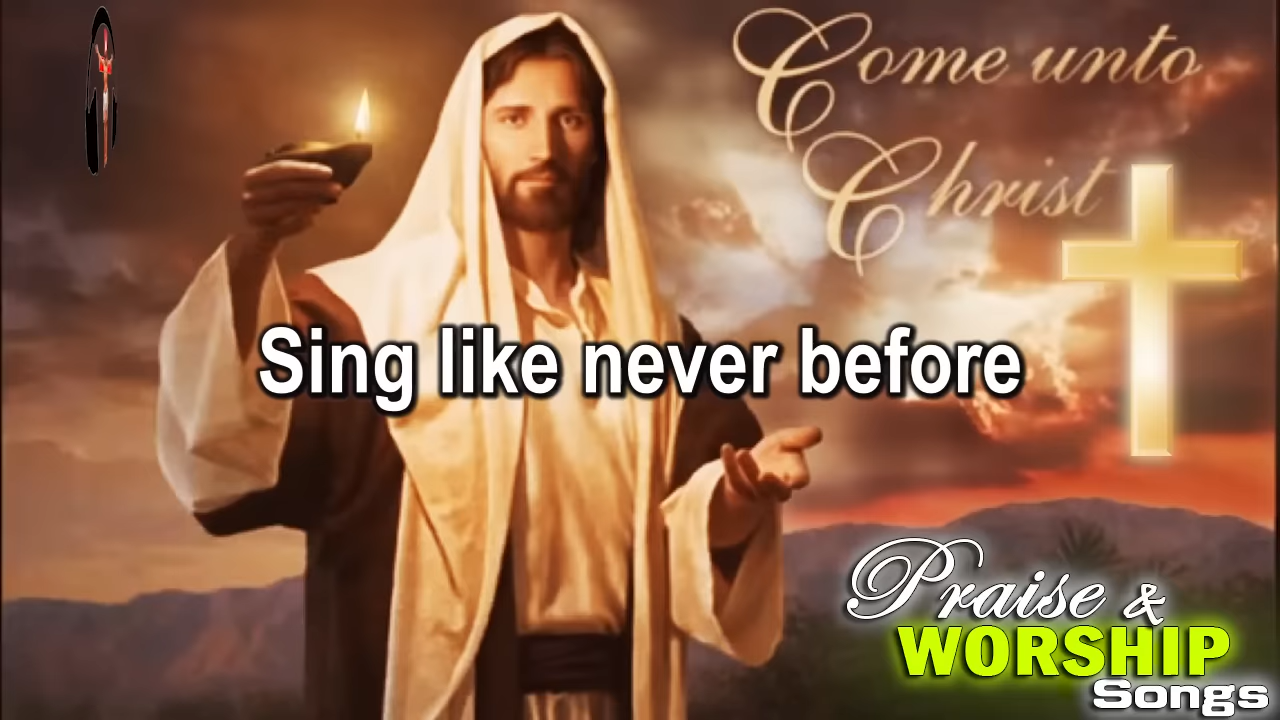 Come unto
Christ
Sing like never before
Praise &
WORSHIP
Songs